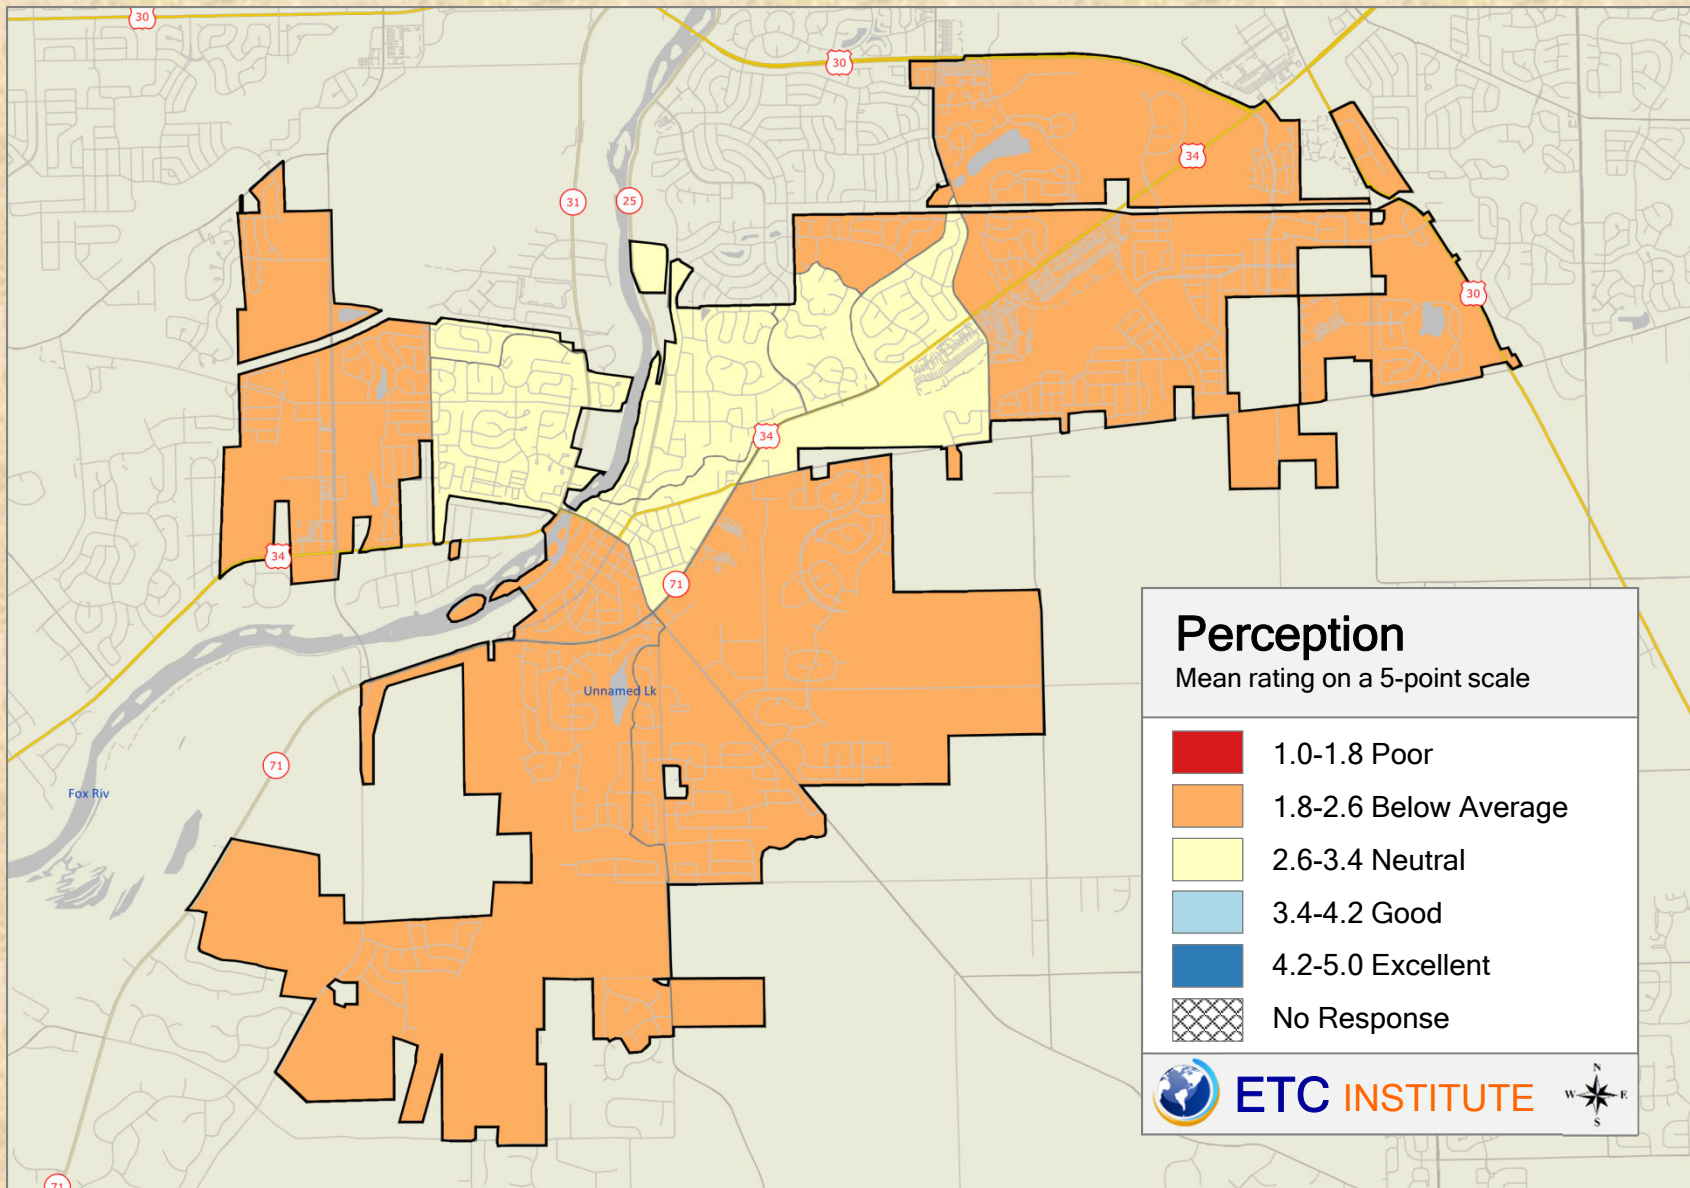 30
30
34
31
25
30
34
34
71
Unnamed Lk
71
Fox Riv
71
Perception
Mean rating on a 5-point scale
1.0-1.8 Poor
1.8-2.6 Below Average
2.6-3.4 Neutral
3.4-4.2 Good
4.2-5.0 Excellent
No Response
ETC INSTITUTE
N
W E
S